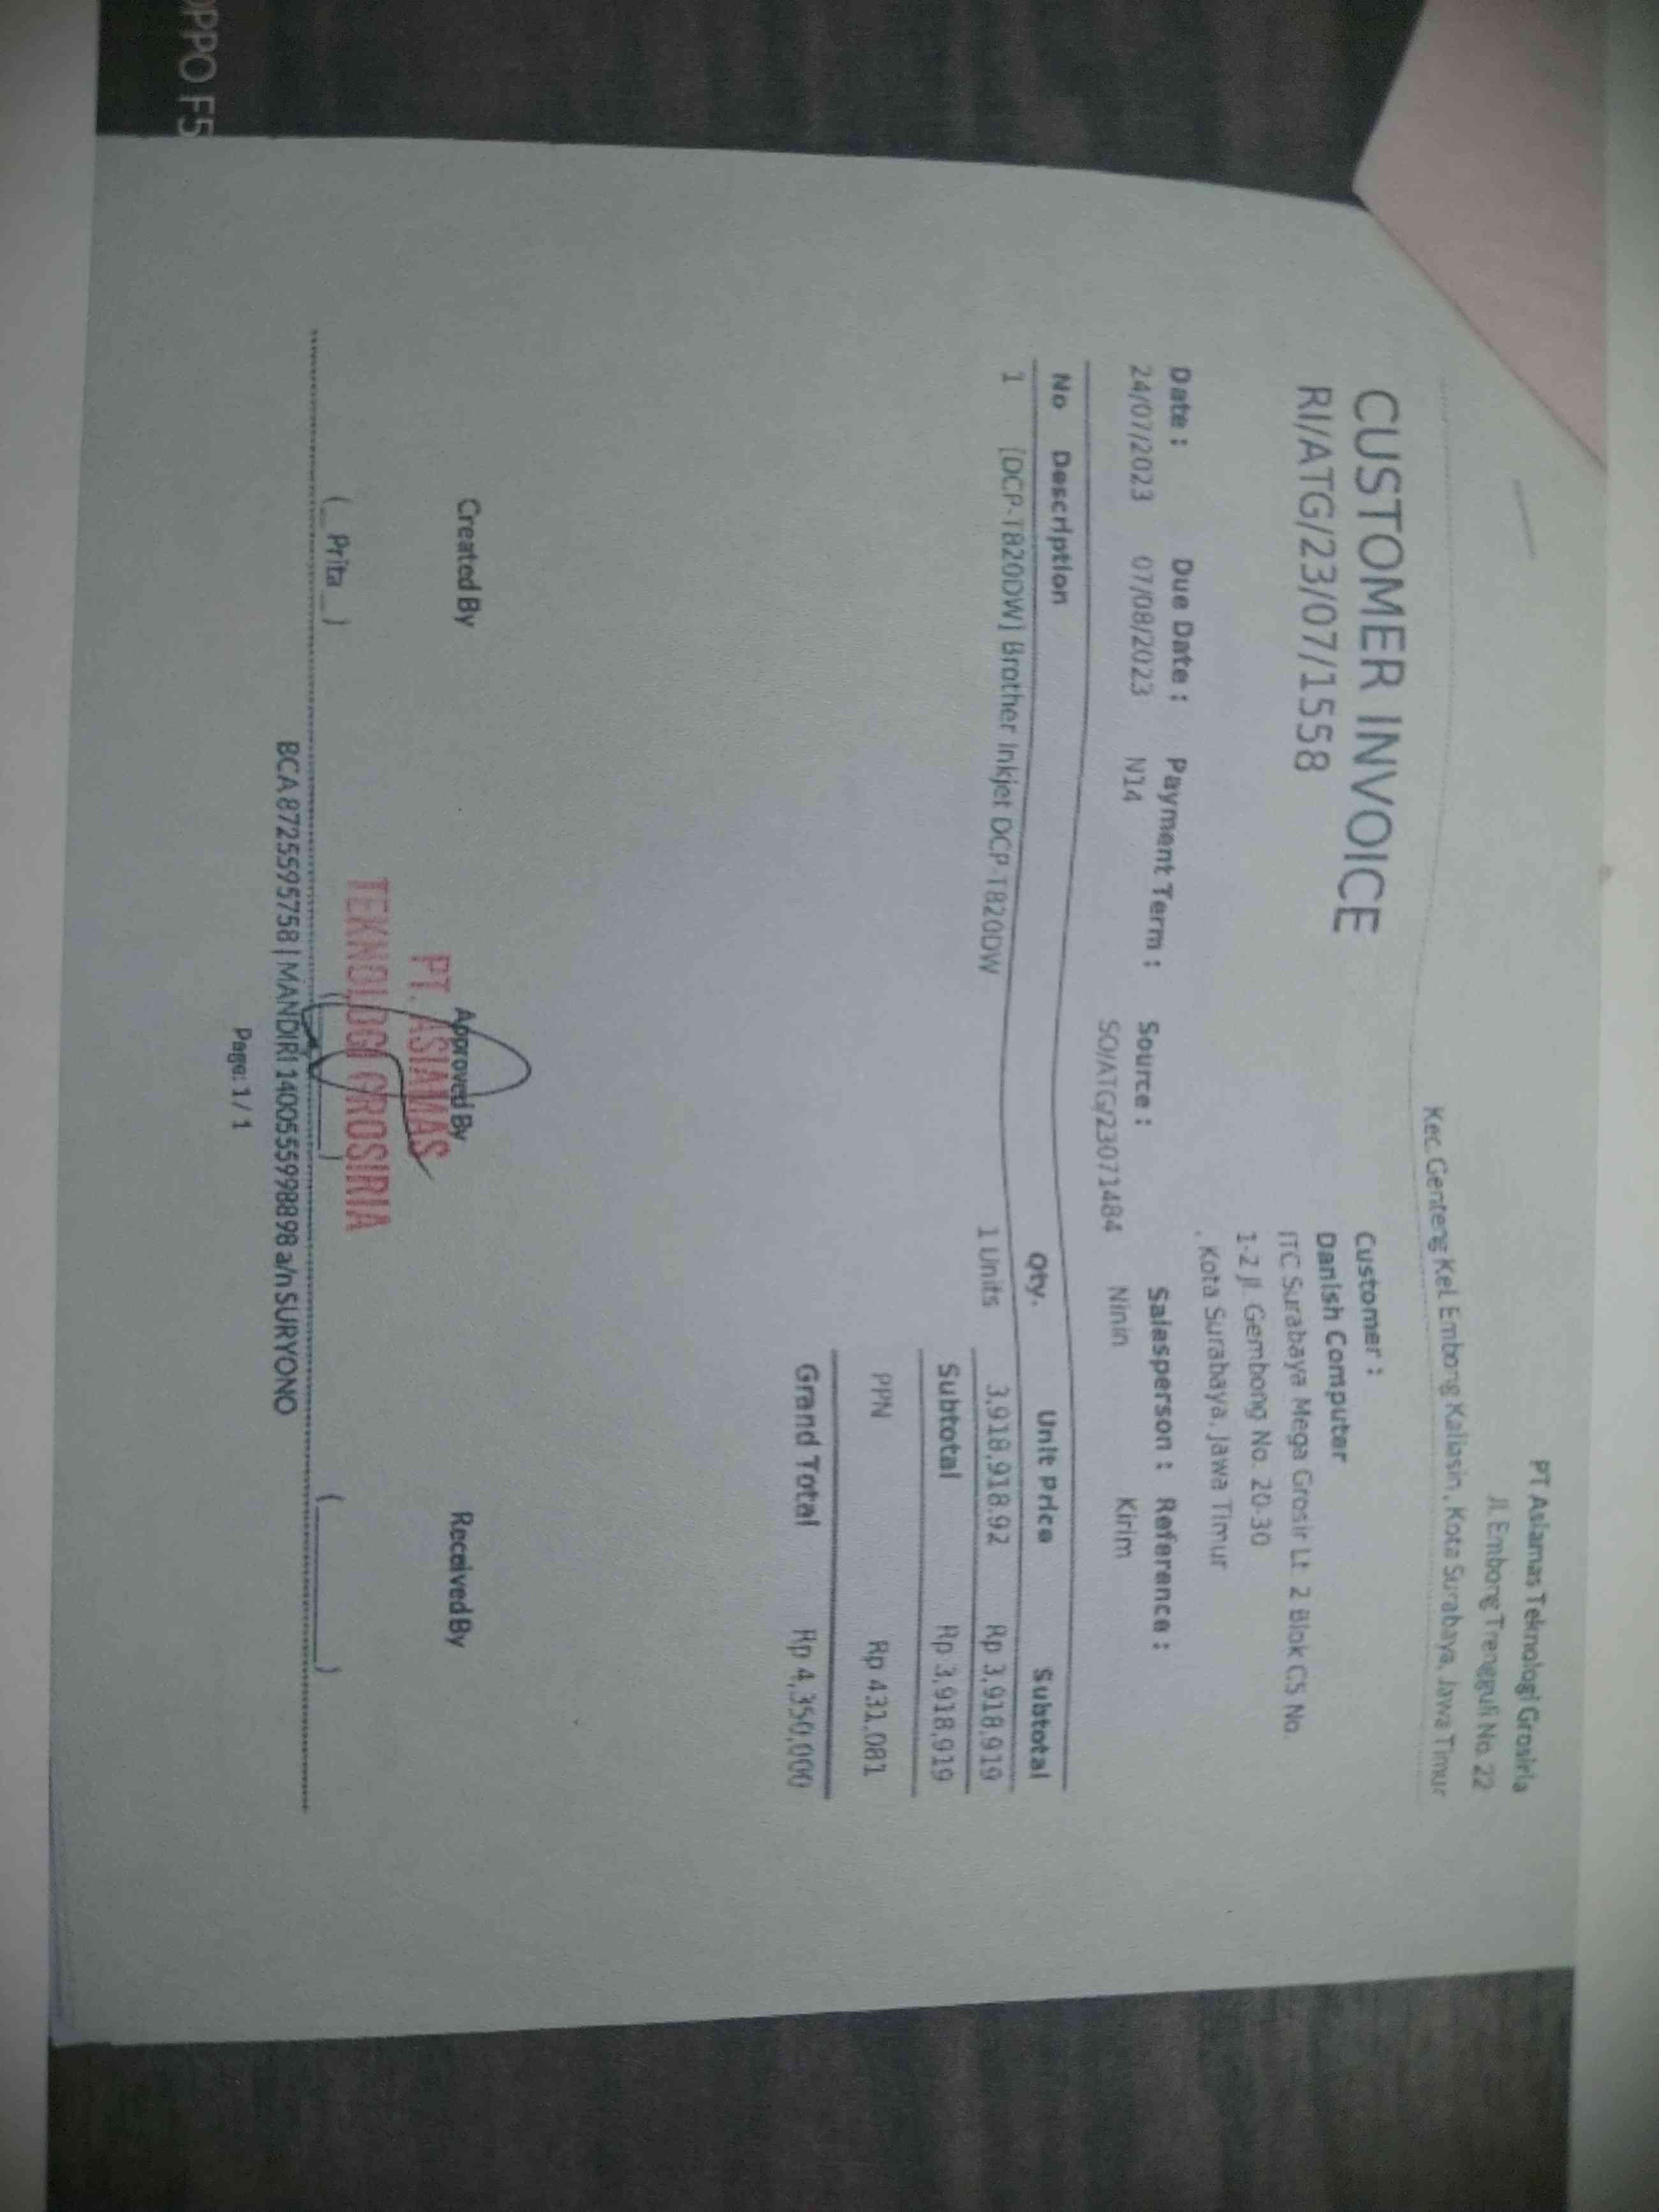 PT Asiamas Teknologi Grosiria
Jl. Embong Trengguli No. 22
Kec. Genteng Kel. Embong Kaliasin, Kota Surabaya, Jawa Timur
CUSTOMER INVOICE
RI/ATG/23/07/1558
Customer :
Danish Computer
ITC Surabaya Mega Grosir Lt. 2 Blok C5 No.
1-2 Jl. Gembong No. 20-30
, Kota Surabaya, Jawa Timur
Date : Due Date : Payment Term : Source : Salesperson : Reference :
24/07/2023 07/08/2023 N14 SO/ATG/23071484 Ninin Kirim
No Description Qty. Unit Price Subtotal
1 [DCP-T820DW] Brother Inkjet DCP-T820DW 1 Units 3,918,918.92 Rp 3,918,919
Subtotal Rp 3,918,919
PPN Rp 431,081
Grand Total Rp 4,350,000
Created By Approved By Received By
PT. ASIAMAS
TEKNOLOGI GROSIRIA
(_ Prita _) (________) (________)
BCA 8725595758 | MANDIRI 1400555998898 a/n SURYONO
Page: 1 / 1
OPPO F5